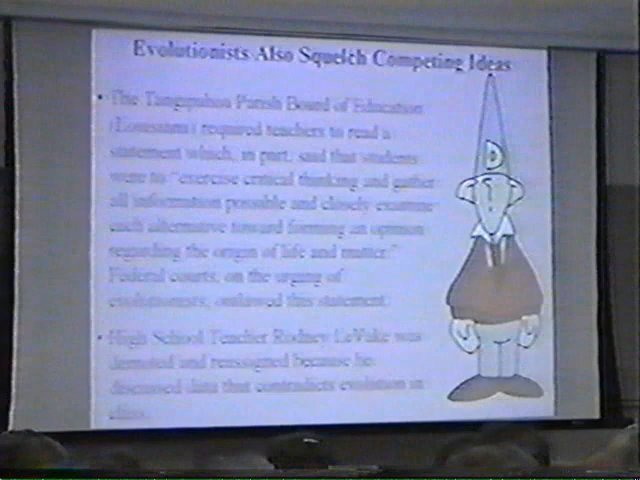 Evolutionists Also Squelch Competing Ideas
• The Tangipahoa Parish Board of Education
(Louisiana) required teachers to read a
statement which, in part, said that students
were to "exercise critical thinking and gather
all information possible and closely examine
each alternative toward forming an opinion
regarding the origin of life and matter."
Federal courts, on the urging of
evolutionists, outlawed this statement.
• High School Teacher Rodney LeVake was
demoted and reassigned because he
discussed data that contradicts evolution in
class.
D